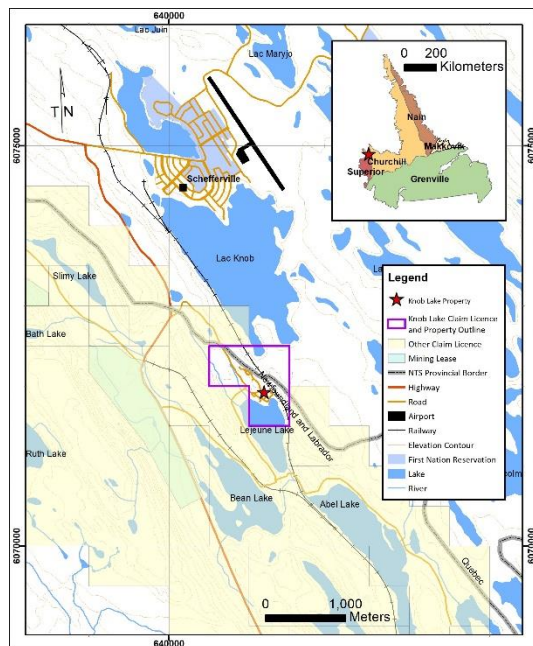 640000
Lac Juin
Lac Maryjo
0 200
Kilometers
Nain
Makkovik
Churchill
Superior
Grenville
T N
6075000
6075000
Schefferville
Lac Knob
Slimy Lake
Bath Lake
Legend
Knob Lake Property
Knob Lake Claim Licence
and Property Outline
Other Claim Licence
Mining Lease
NTS Provincial Border
Highway
Road
Airport
Railway
Elevation Contour
First Nation Reservation
Lake
River
Newfoundland and Labrador
Lejeune Lake
Ruth Lake
Bean Lake
Abel Lake
Quebec
6070000
6070000
0 1,000
Meters
640000